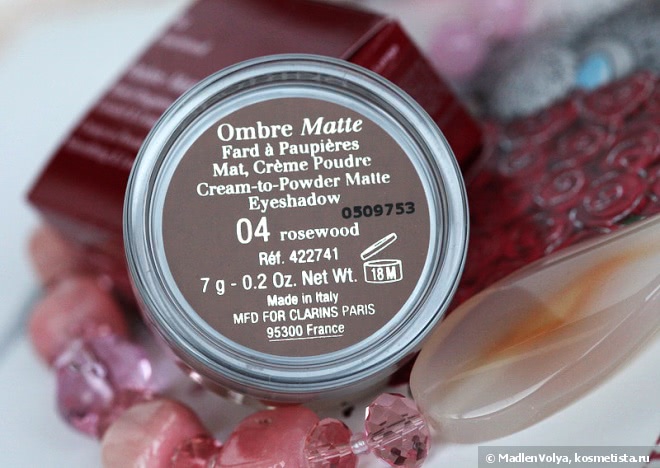 Ombre Matte
Fard à Paupières
Mat, Crème Poudre
Cream-to-Powder Matte
Eyeshadow
0509753
04 rosewood
Réf. 422741
7 g - 0.2 Oz. Net Wt.
18 M
Made in Italy
MFD FOR CLARINS PARIS
95300 France
© MadlenVolya, kosmetista.ru